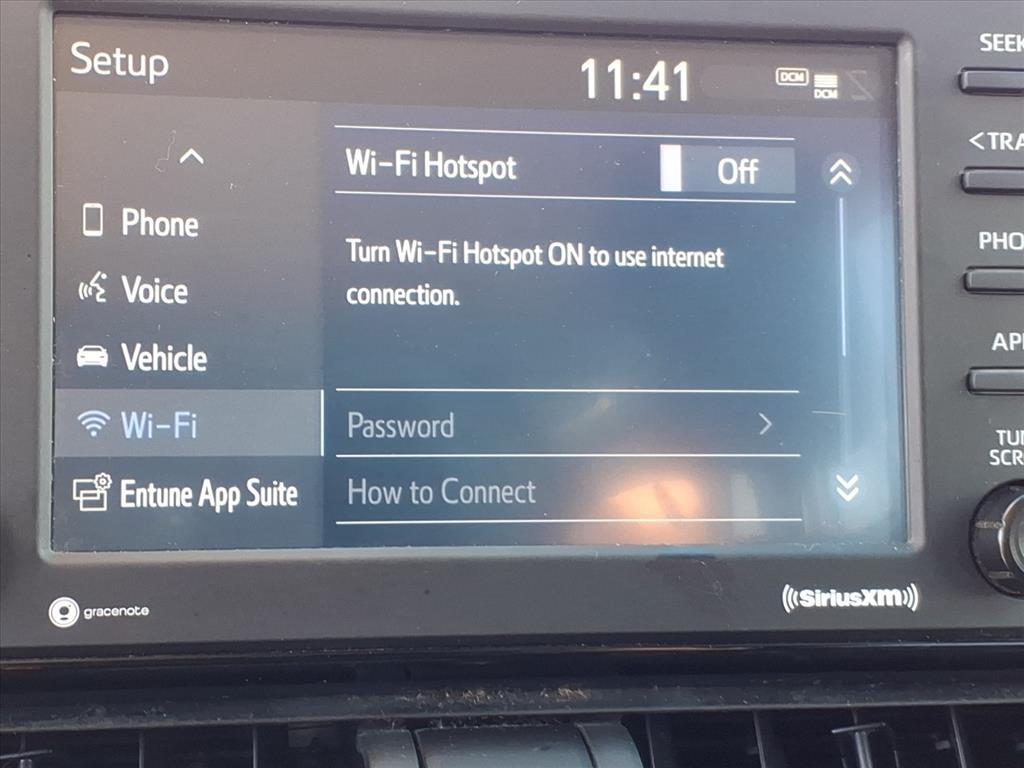 Setup
11:41
DCM
DCM
Wi-Fi Hotspot
Off
Phone
Voice
Vehicle
Wi-Fi
Entune App Suite
Turn Wi-Fi Hotspot ON to use internet
connection.
Password
How to Connect
SEEK
<TRA
PHO
AP
TU
SCR
gracenote
SiriusXM